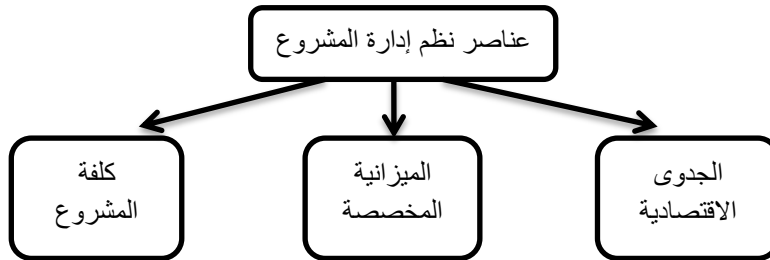 عناصر نظم إدارة المشروع
الجدوى
الاقتصادية
الميزانية
المخصصة
كلفة
المشروع